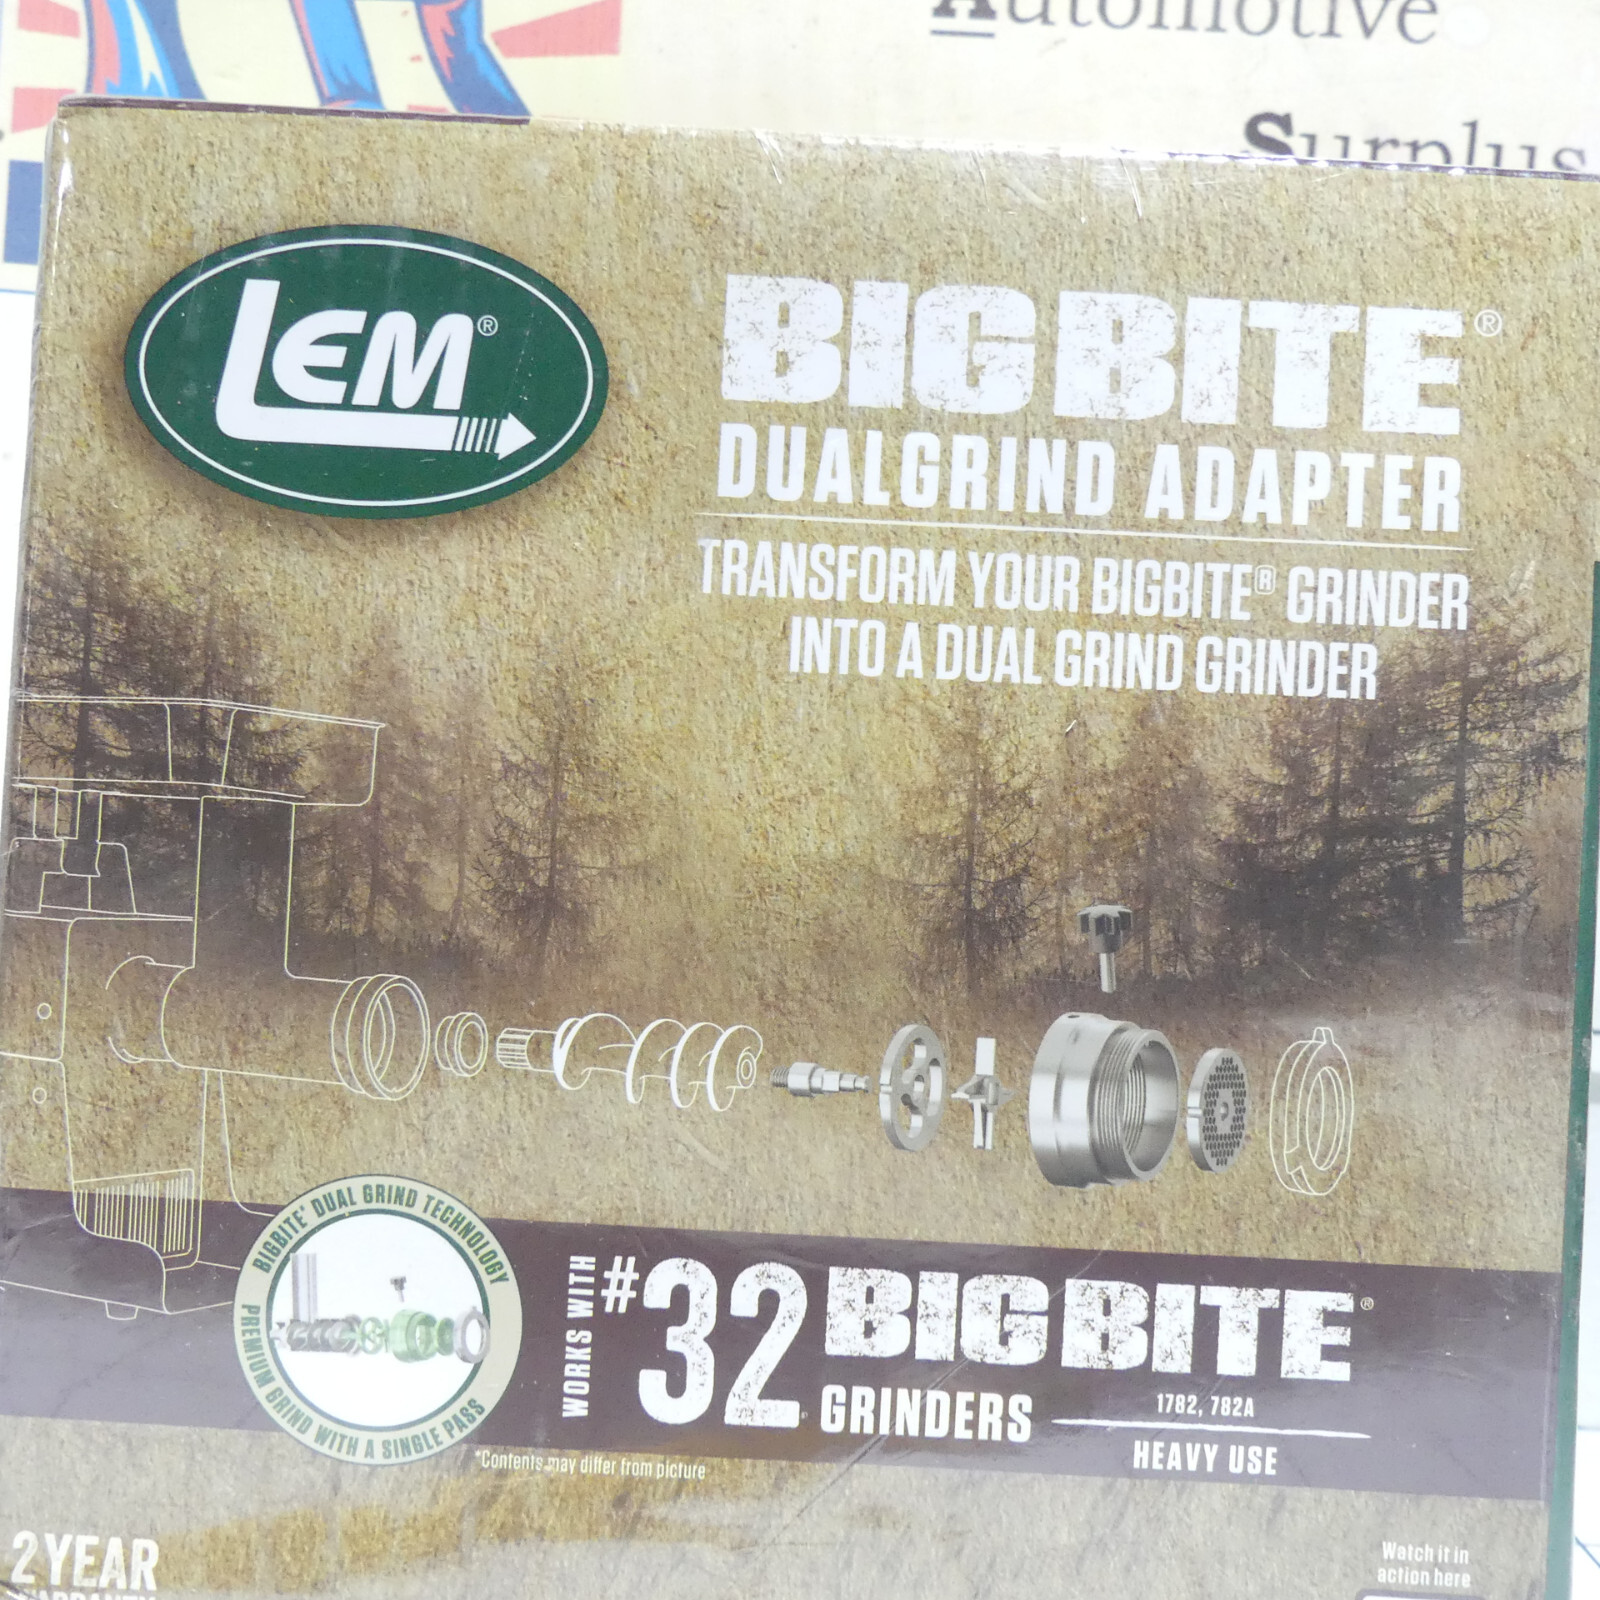 Automotive
Surplus
LEM®
BIGBITE®
DUALGRIND ADAPTER
TRANSFORM YOUR BIGBITE® GRINDER
INTO A DUAL GRIND GRINDER
BIGBITE® DUAL GRIND TECHNOLOGY
PREMIUM GRIND WITH A SINGLE PASS
WORKS WITH
#32 BIGBITE®
GRINDERS
1782, 782A
HEAVY USE
*Contents may differ from picture
2 YEAR
WARRANTY
Watch it in
action here